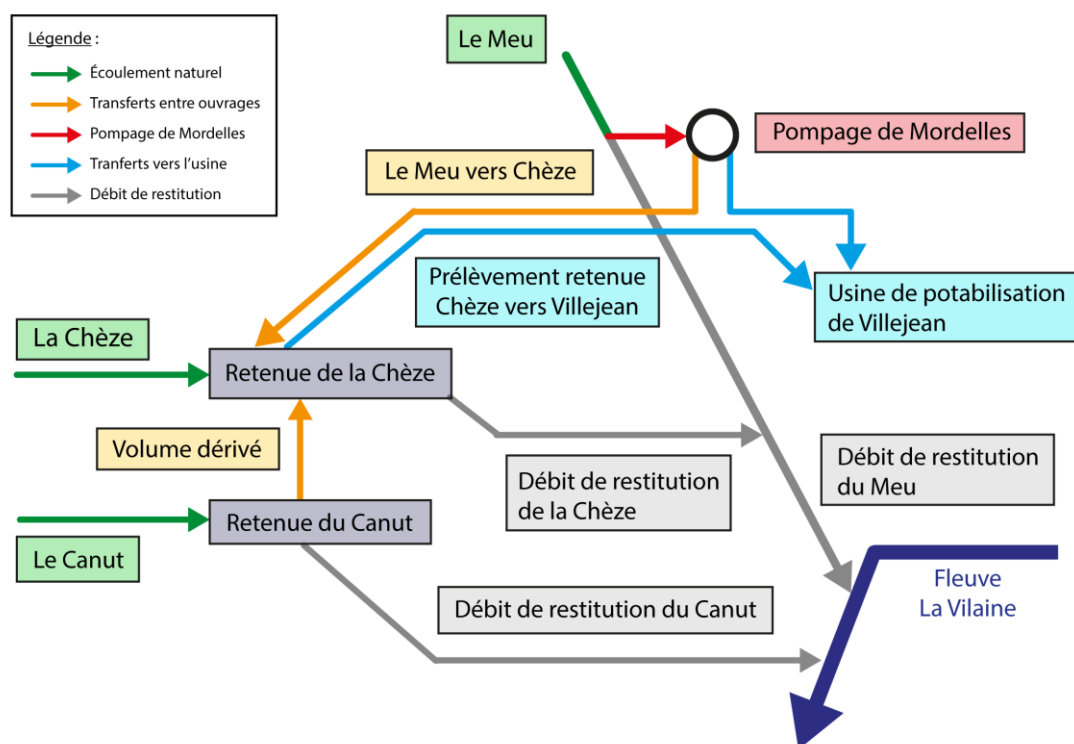 Légende :
Écoulement naturel
Transferts entre ouvrages
Pompage de Mordelles
Tranferts vers l'usine
Débit de restitution
Le Meu
Pompage de Mordelles
Le Meu vers Chèze
Prélèvement retenue
Chèze vers Villejean
Usine de potabilisation
de Villejean
La Chèze
Retenue de la Chèze
Volume dérivé
Débit de restitution
de la Chèze
Débit de restitution
du Meu
Retenue du Canut
Le Canut
Débit de restitution du Canut
Fleuve
La Vilaine